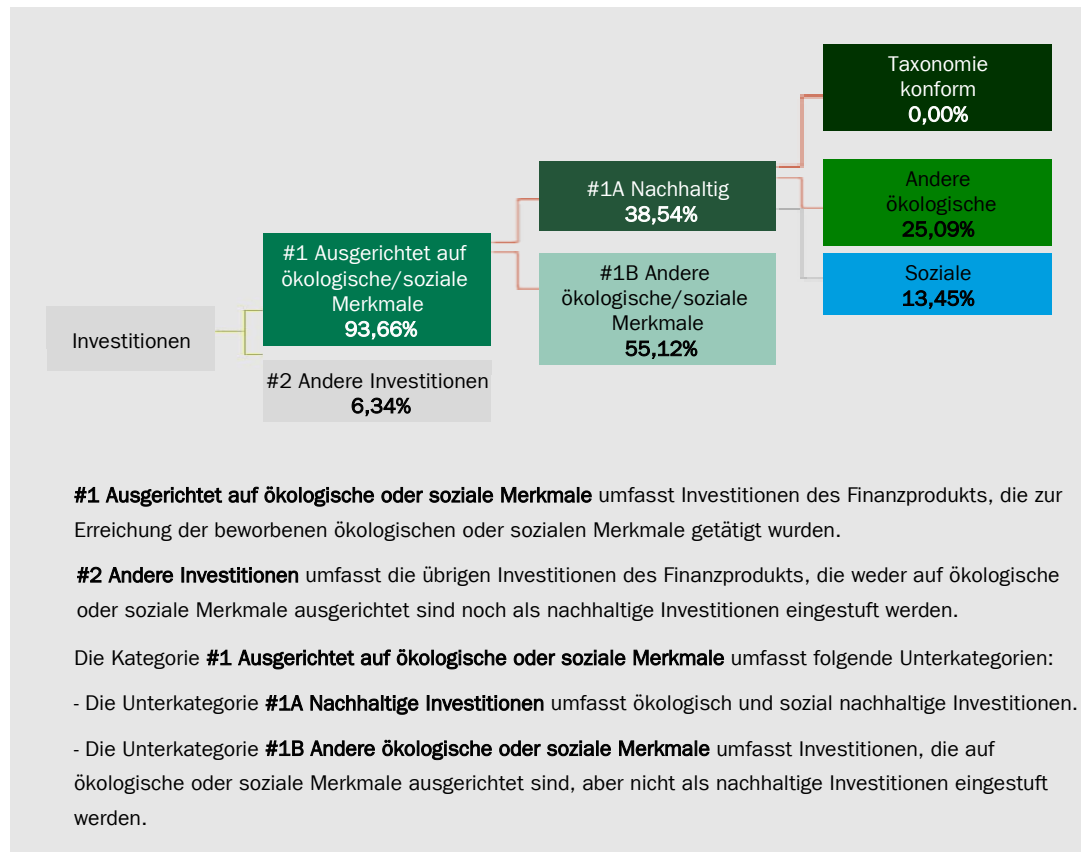 Taxonomie
konform
0,00%
#1A Nachhaltig
38,54%
Andere
ökologische
25,09%
#1 Ausgerichtet auf
ökologische/soziale
Merkmale
93,66%
#1B Andere
ökologische/soziale
Merkmale
55,12%
Soziale
13,45%
Investitionen
#2 Andere Investitionen
6,34%
#1 Ausgerichtet auf ökologische oder soziale Merkmale umfasst Investitionen des Finanzprodukts, die zur
Erreichung der beworbenen ökologischen oder sozialen Merkmale getätigt wurden.
#2 Andere Investitionen umfasst die übrigen Investitionen des Finanzprodukts, die weder auf ökologische
oder soziale Merkmale ausgerichtet sind noch als nachhaltige Investitionen eingestuft werden.
Die Kategorie #1 Ausgerichtet auf ökologische oder soziale Merkmale umfasst folgende Unterkategorien:
- Die Unterkategorie #1A Nachhaltige Investitionen umfasst ökologisch und sozial nachhaltige Investitionen.
- Die Unterkategorie #1B Andere ökologische oder soziale Merkmale umfasst Investitionen, die auf
ökologische oder soziale Merkmale ausgerichtet sind, aber nicht als nachhaltige Investitionen eingestuft
werden.